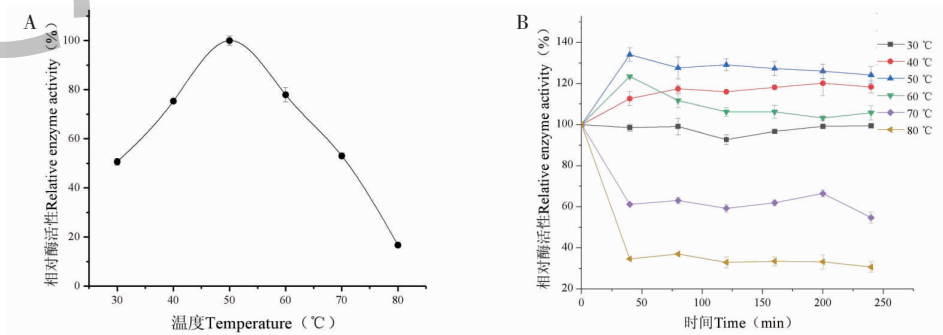 A
相对酶活性Relative enzyme activity（%）
100
80
60
40
20
0
30 40 50 60 70 80
温度Temperature（℃）
B
相对酶活性Relative enzyme activity（%）
140
120
100
80
60
40
20
0 50 100 150 200 250
时间Time（min）
30 ℃
40 ℃
50 ℃
60 ℃
70 ℃
80 ℃